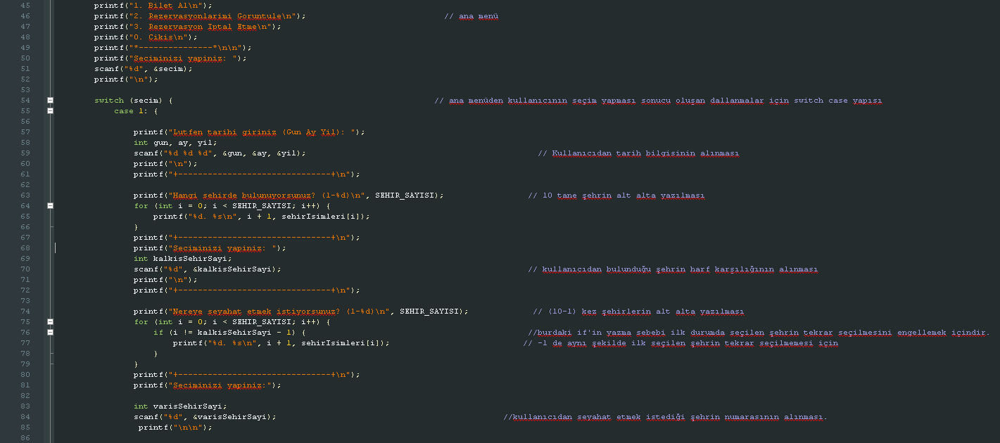 45 printf("1. Bilet Al\n");
46 printf("2. Rezervasyonlarimi Goruntule\n"); // ana menü
47 printf("3. Rezervasyon Iptal Etme\n");
48 printf("0. Cikis\n");
49 printf("*---------------*\n\n");
50 printf("Seciminizi yapiniz: ");
51 scanf("%d", &secim);
52 printf("\n");
53
54 switch (secim) { // ana menüden kullanıcının seçim yapması sonucu oluşan dallanmalar için switch case yapısı
55 case 1: {
56
57 printf("Lutfen tarihi giriniz (Gun Ay Yil): ");
58 int gun, ay, yil;
59 scanf("%d %d %d", &gun, &ay, &yil); // Kullanıcıdan tarih bilgisinin alınması
60 printf("\n");
61 printf("+-------------------------------+\n");
62
63 printf("Hangi sehirde bulunuyorsunuz? (1-%d)\n", SEHIR_SAYISI); // 10 tane şehrin alt alta yazılması
64 for (int i = 0; i < SEHIR_SAYISI; i++) {
65 printf("%d. %s\n", i + 1, sehirIsimleri[i]);
66 }
67 printf("+-------------------------------+\n");
68 printf("Seciminizi yapiniz: ");
69 int kalkisSehirSayi;
70 scanf("%d", &kalkisSehirSayi); // kullanıcıdan bulunduğu şehrin harf karşılığının alınması
71 printf("\n");
72 printf("+-------------------------------+\n");
73
74 printf("Nereye seyahat etmek istiyorsunuz? (1-%d)\n", SEHIR_SAYISI); // (10-1) kez şehirlerin alt alta yazılması
75 for (int i = 0; i < SEHIR_SAYISI; i++) {
76 if (i != kalkisSehirSayi - 1) { //burdaki if'in yazma sebebi ilk durumda seçilen şehrin tekrar seçilmesini engellemek içindir.
77 printf("%d. %s\n", i + 1, sehirIsimleri[i]); // -1 de aynı şekilde ilk seçilen şehrin tekrar seçilmemesi için
78 }
79 }
80 printf("+-------------------------------+\n");
81 printf("Seciminizi yapiniz:");
82
83 int varisSehirSayi;
84 scanf("%d", &varisSehirSayi); //kullanıcıdan seyahat etmek istediği şehrin numarasının alınması.
85 printf("\n\n");
86